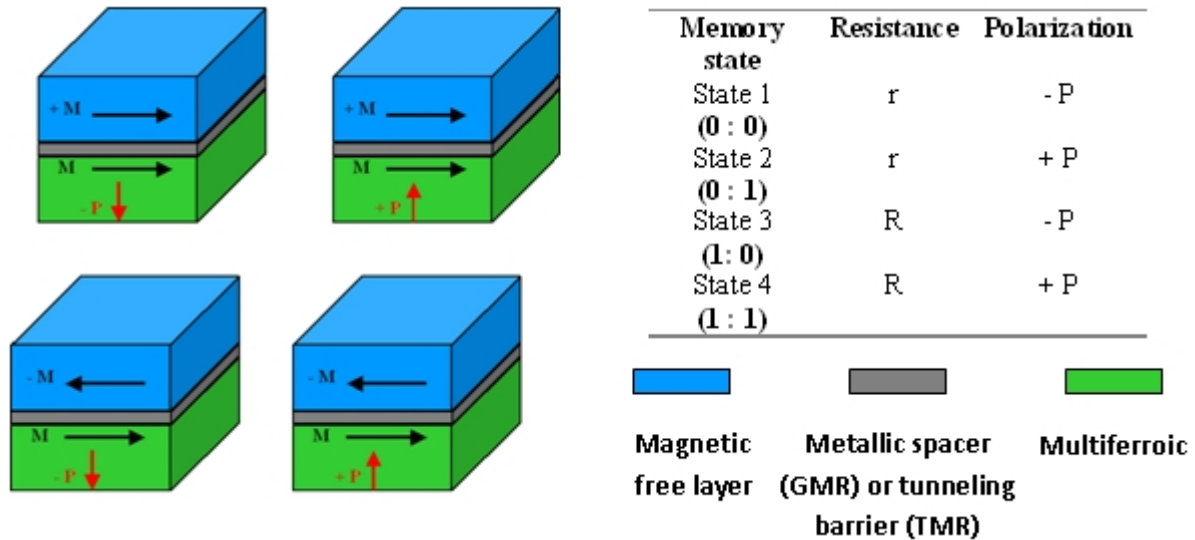 + M
M
- P
+ M
M
+ P
- M
M
- P
- M
M
+ P
Memory state Resistance Polarization
State 1 r - P
(0 : 0)
State 2 r + P
(0 : 1)
State 3 R - P
(1: 0)
State 4 R + P
(1 : 1)
Magnetic free layer
Metallic spacer (GMR) or tunneling barrier (TMR)
Multiferroic